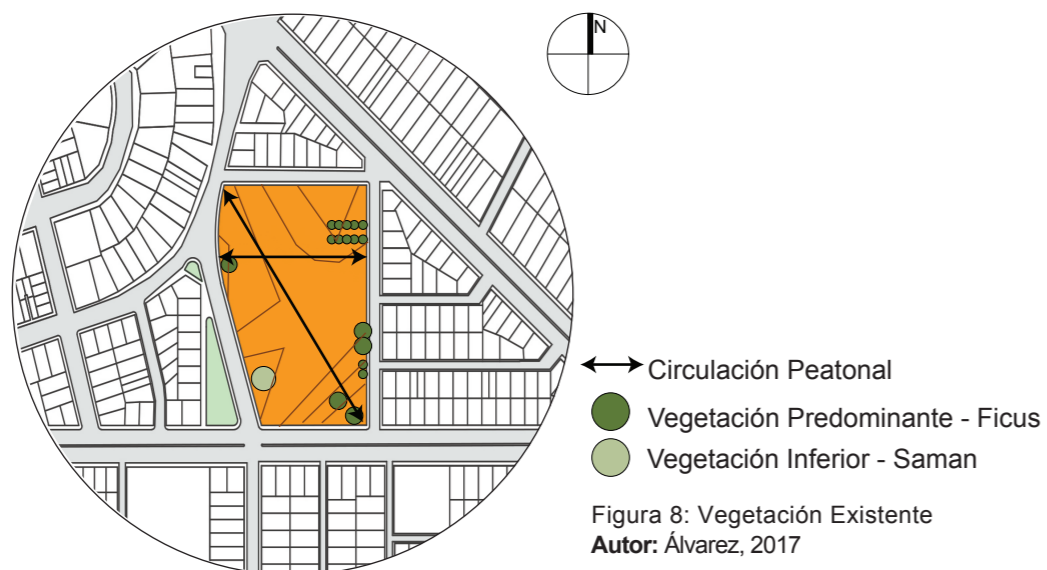 N
Circulación Peatonal
Vegetación Predominante - Ficus
Vegetación Inferior - Saman
Figura 8: Vegetación Existente
Autor: Álvarez, 2017